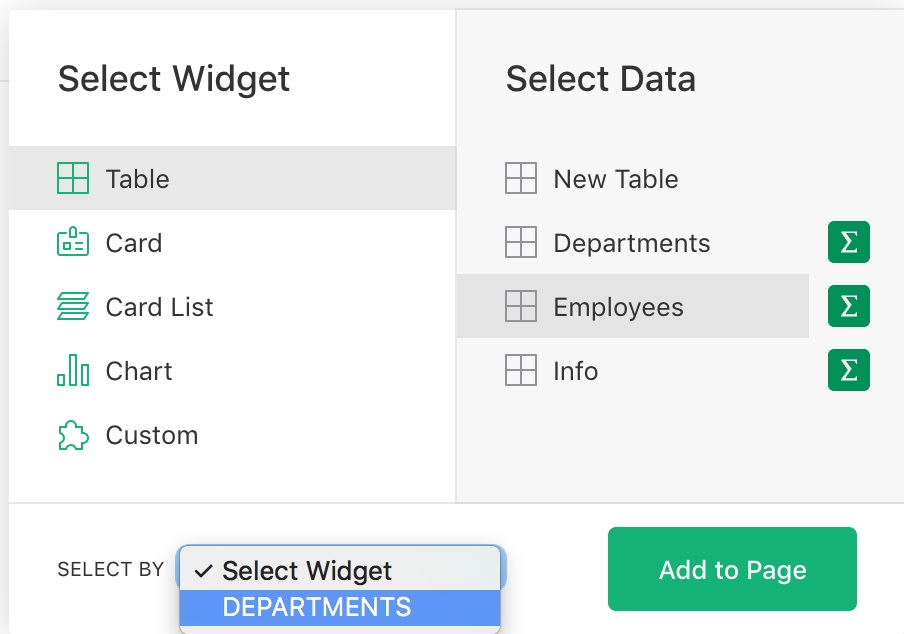 Select Widget
Table
Card
Card List
Chart
Custom
Select Data
New Table
Departments Σ
Employees Σ
Info Σ
SELECT BY
✓ Select Widget
DEPARTMENTS
Add to Page